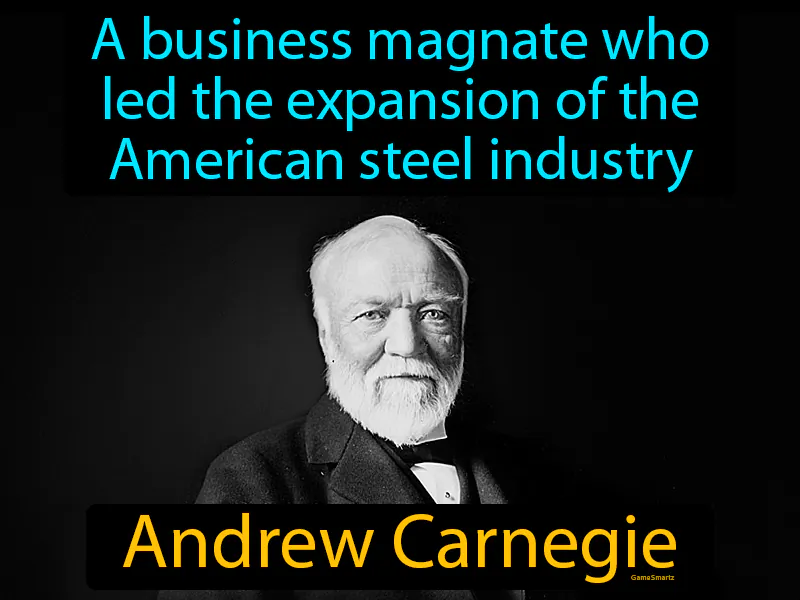 A business magnate who
led the expansion of the
American steel industry
Andrew Carnegie
GameSmartz